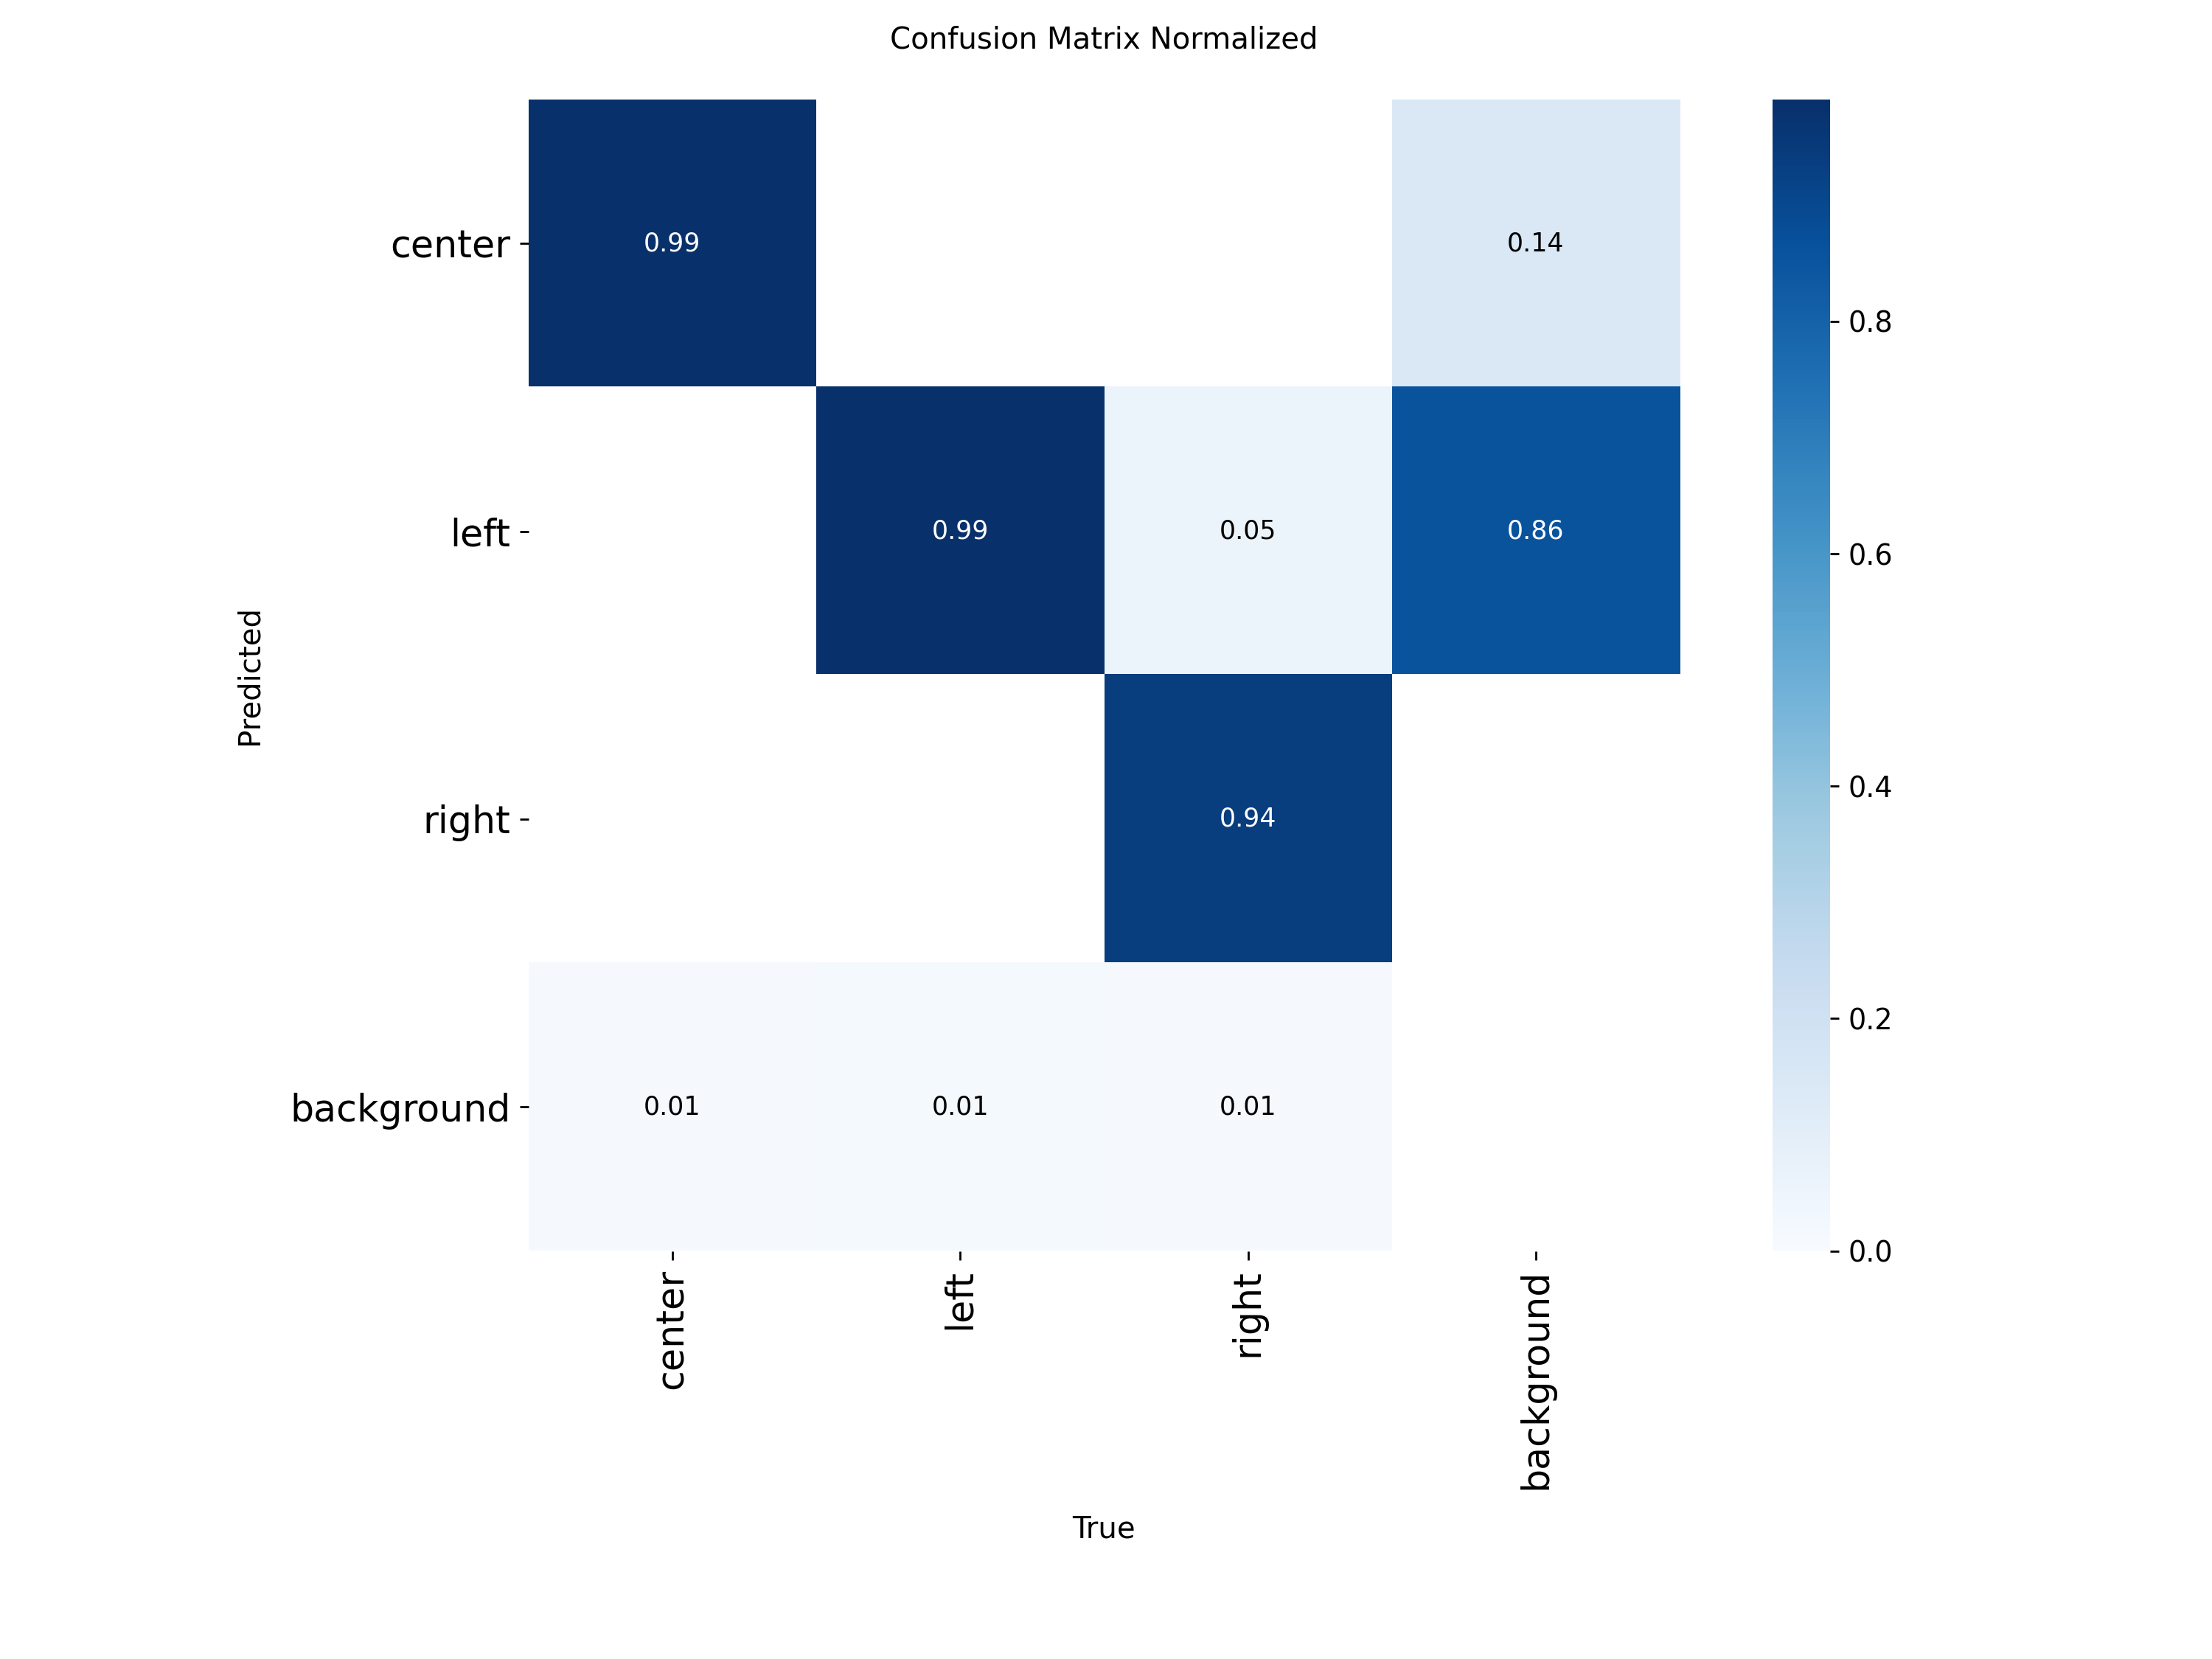 Confusion Matrix Normalized
center
0.99
0.14
0.8
left
0.99
0.05
0.86
0.6
Predicted
right
0.94
0.4
background
0.01
0.01
0.01
0.2
0.0
center
left
right
background
True